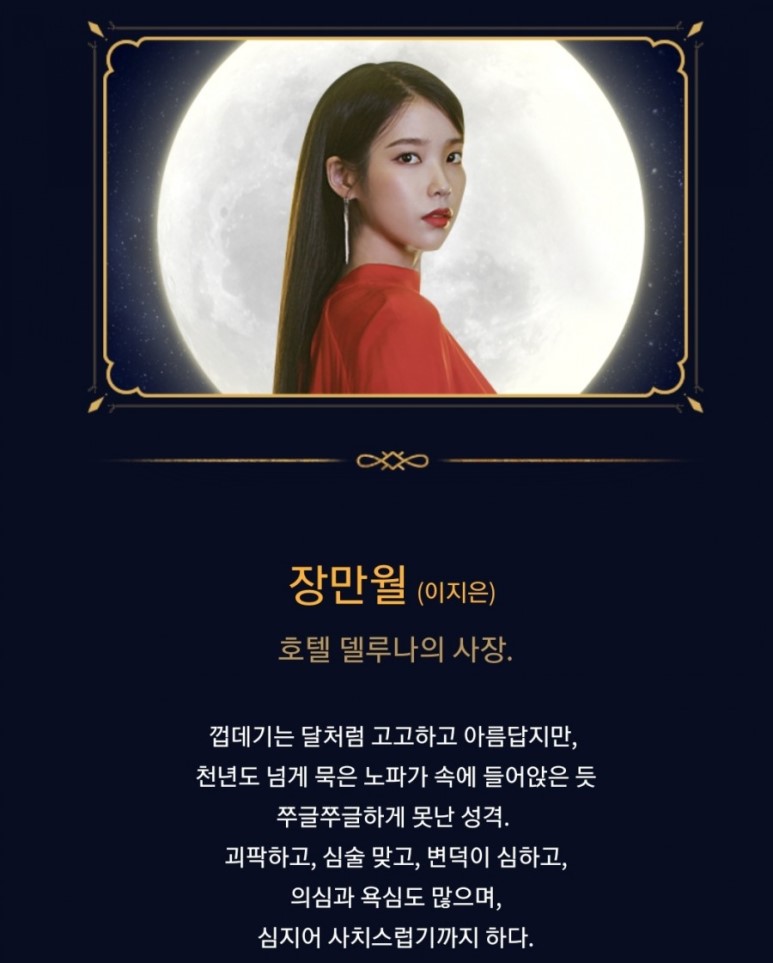 장만월 (이지은)
호텔 델루나의 사장.
껍데기는 달처럼 고고하고 아름답지만,
천년도 넘게 묵은 노파가 속에 들어앉은 듯
쭈글쭈글하게 못난 성격.
괴팍하고, 심술 맞고, 변덕이 심하고,
의심과 욕심도 많으며,
심지어 사치스럽기까지 하다.